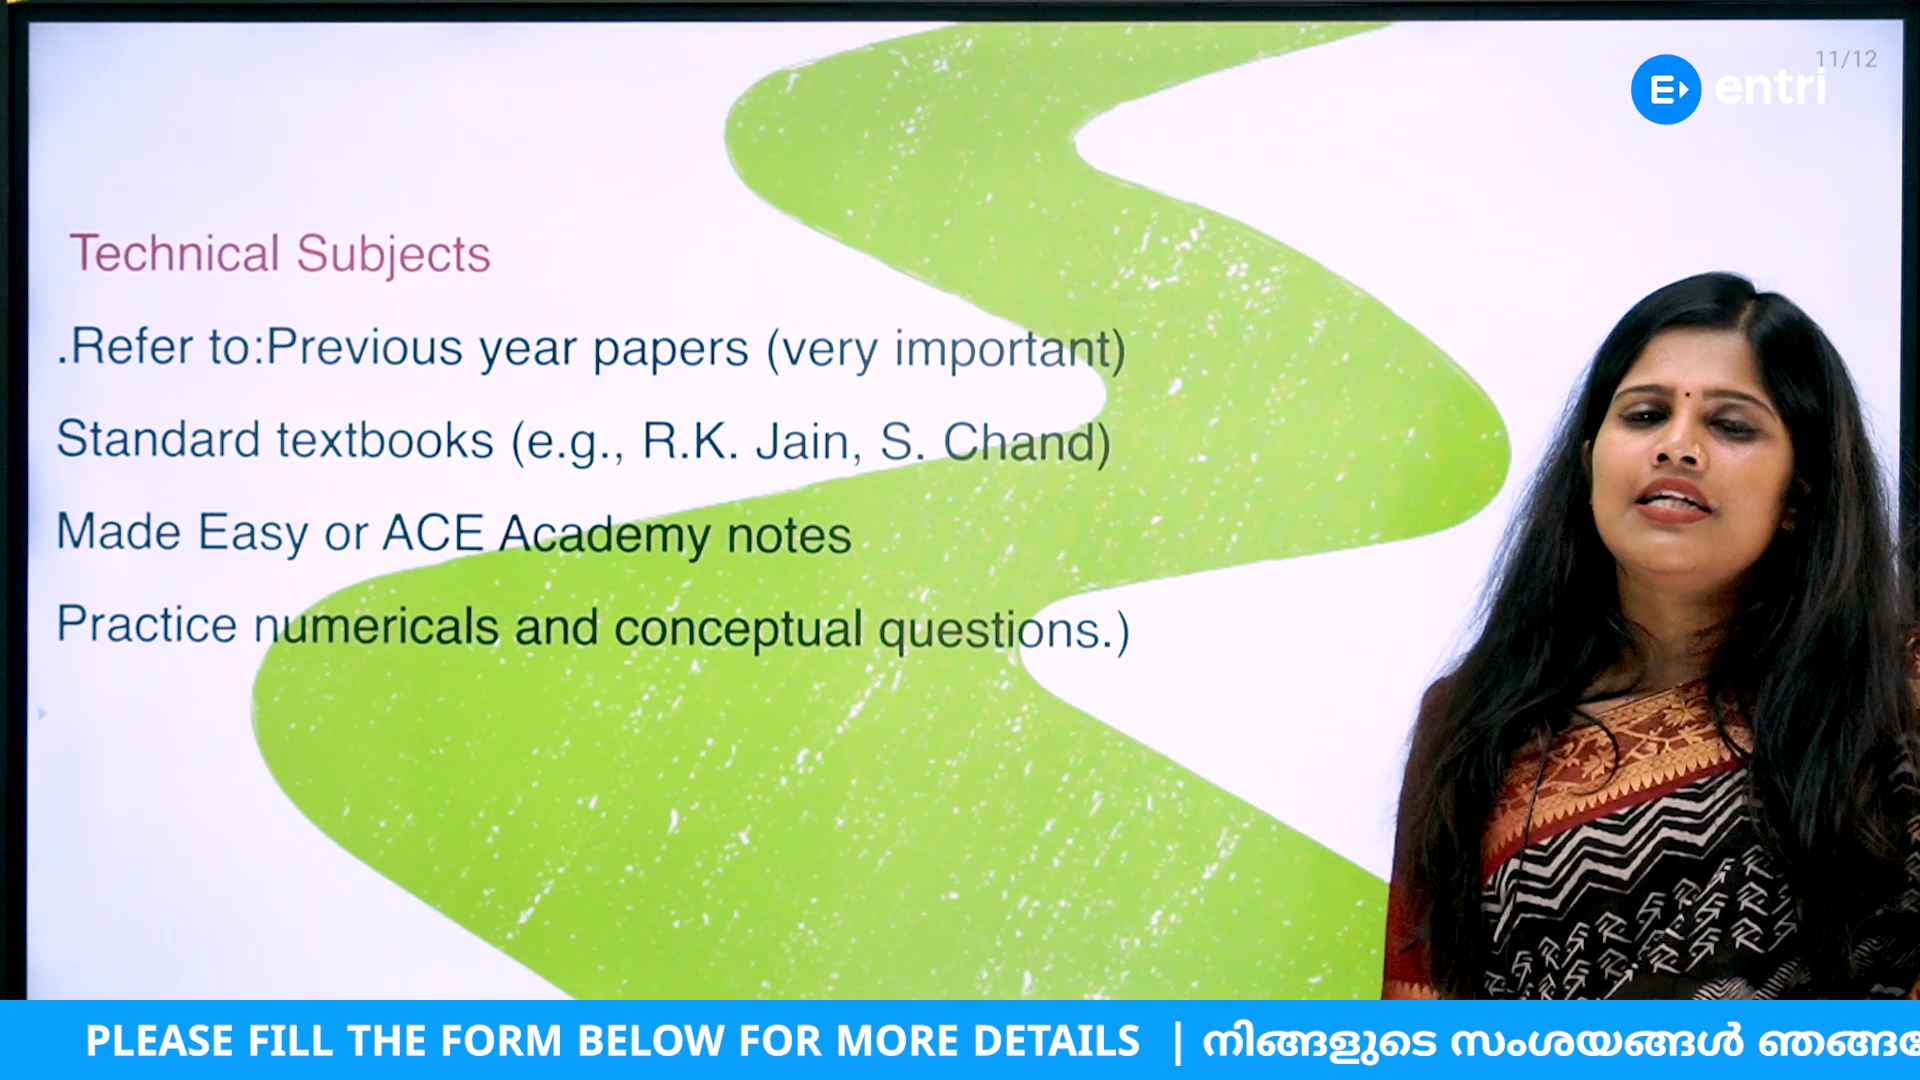 11/12
entri
Technical Subjects
.Refer to:Previous year papers (very important)
Standard textbooks (e.g., R.K. Jain, S. Chand)
Made Easy or ACE Academy notes
Practice numericals and conceptual questions.)
PLEASE FILL THE FORM BELOW FOR MORE DETAILS | നിങ്ങളുടെ സംശയങ്ങൾ